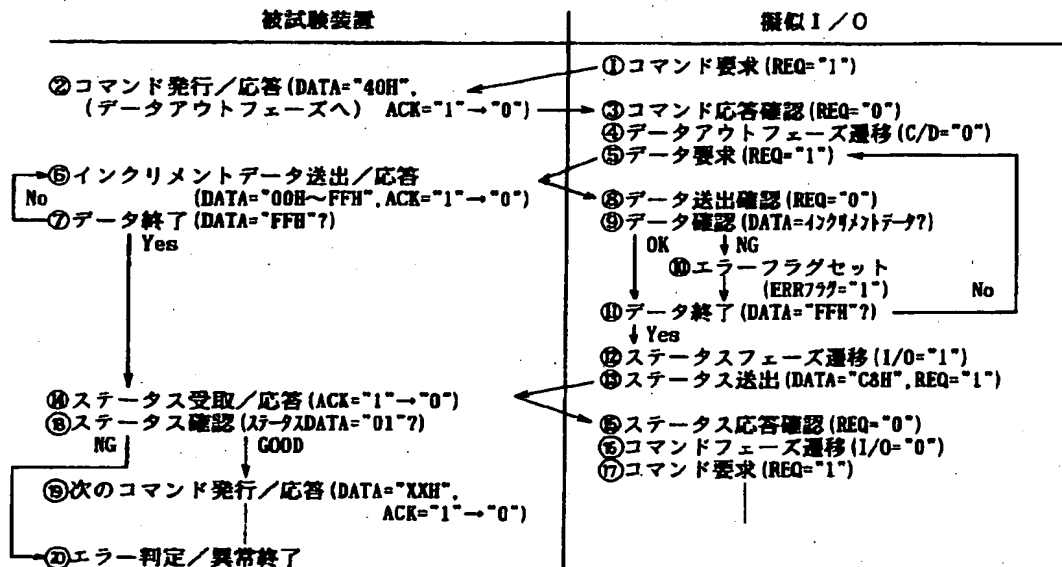 被試験装置
擬似I/O
①コマンド要求(REQ="1")
②コマンド発行/応答(DATA="40H",
(データアウトフェーズへ) ACK="1"→"0")
③コマンド応答確認(REQ="0")
④データアウトフェーズ遷移(C/D="0")
⑤データ要求(REQ="1")
⑥インクリメントデータ送出/応答
(DATA="00H〜FFH",ACK="1"→"0")
No
⑦データ終了(DATA="FFH"?)
Yes
⑧データ送出確認(REQ="0")
⑨データ確認(DATA=インクリメントデータ?)
OK
NG
⑩エラーフラグセット
(ERRフラグ="1")
No
⑪データ終了(DATA="FFH"?)
Yes
⑫ステータスフェーズ遷移(I/O="1")
⑬ステータス送出(DATA="C8H",REQ="1")
⑭ステータス受取/応答(ACK="1"→"0")
⑮ステータス応答確認(REQ="0")
⑯コマンドフェーズ遷移(I/O="0")
⑰コマンド要求(REQ="1")
⑱ステータス確認(ステータスDATA="01"?)
NG
GOOD
⑲次のコマンド発行/応答(DATA="XXH",
ACK="1"→"0")
⑳エラー判定/異常終了